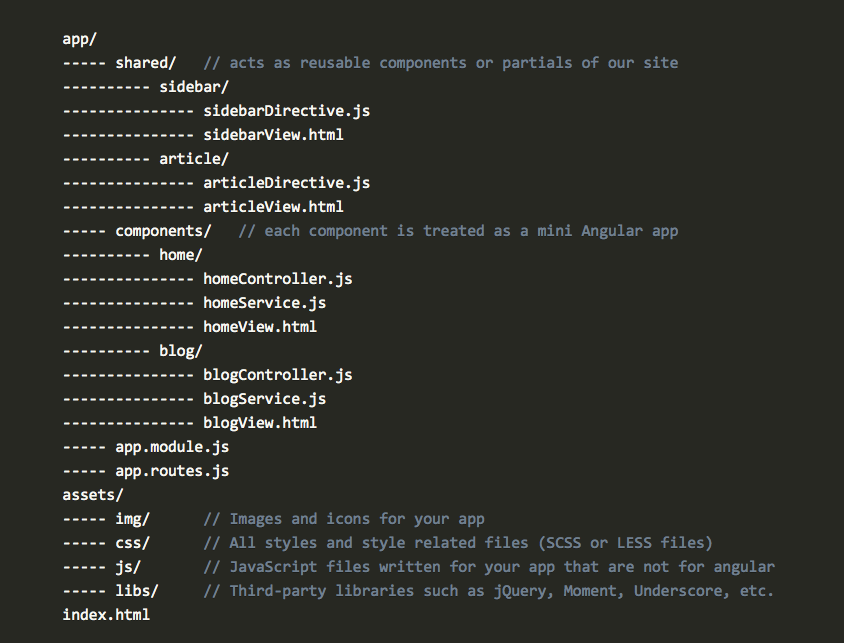 app/
----- shared/   // acts as reusable components or partials of our site
---------- sidebar/
--------------- sidebarDirective.js
--------------- sidebarView.html
---------- article/
--------------- articleDirective.js
--------------- articleView.html
----- components/   // each component is treated as a mini Angular app
---------- home/
--------------- homeController.js
--------------- homeService.js
--------------- homeView.html
---------- blog/
--------------- blogController.js
--------------- blogService.js
--------------- blogView.html
----- app.module.js
----- app.routes.js
assets/
----- img/      // Images and icons for your app
----- css/      // All styles and style related files (SCSS or LESS files)
----- js/       // JavaScript files written for your app that are not for angular
----- libs/     // Third-party libraries such as jQuery, Moment, Underscore, etc.
index.html